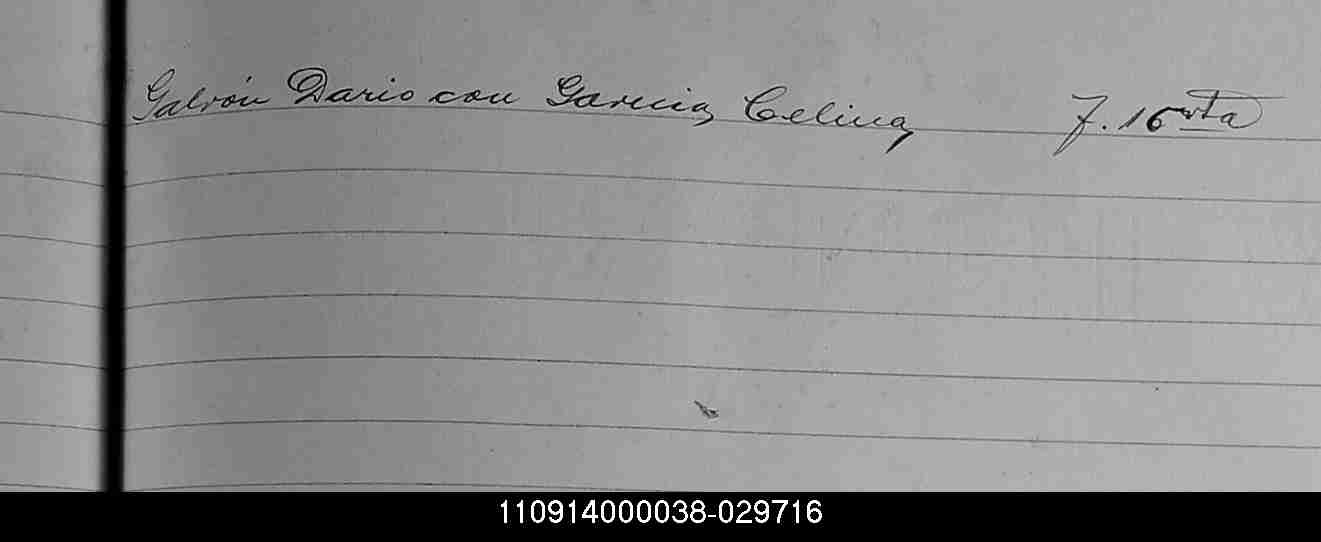 Galván Dario con Garcia, Celina, f. 16 vta
110914000038-029716